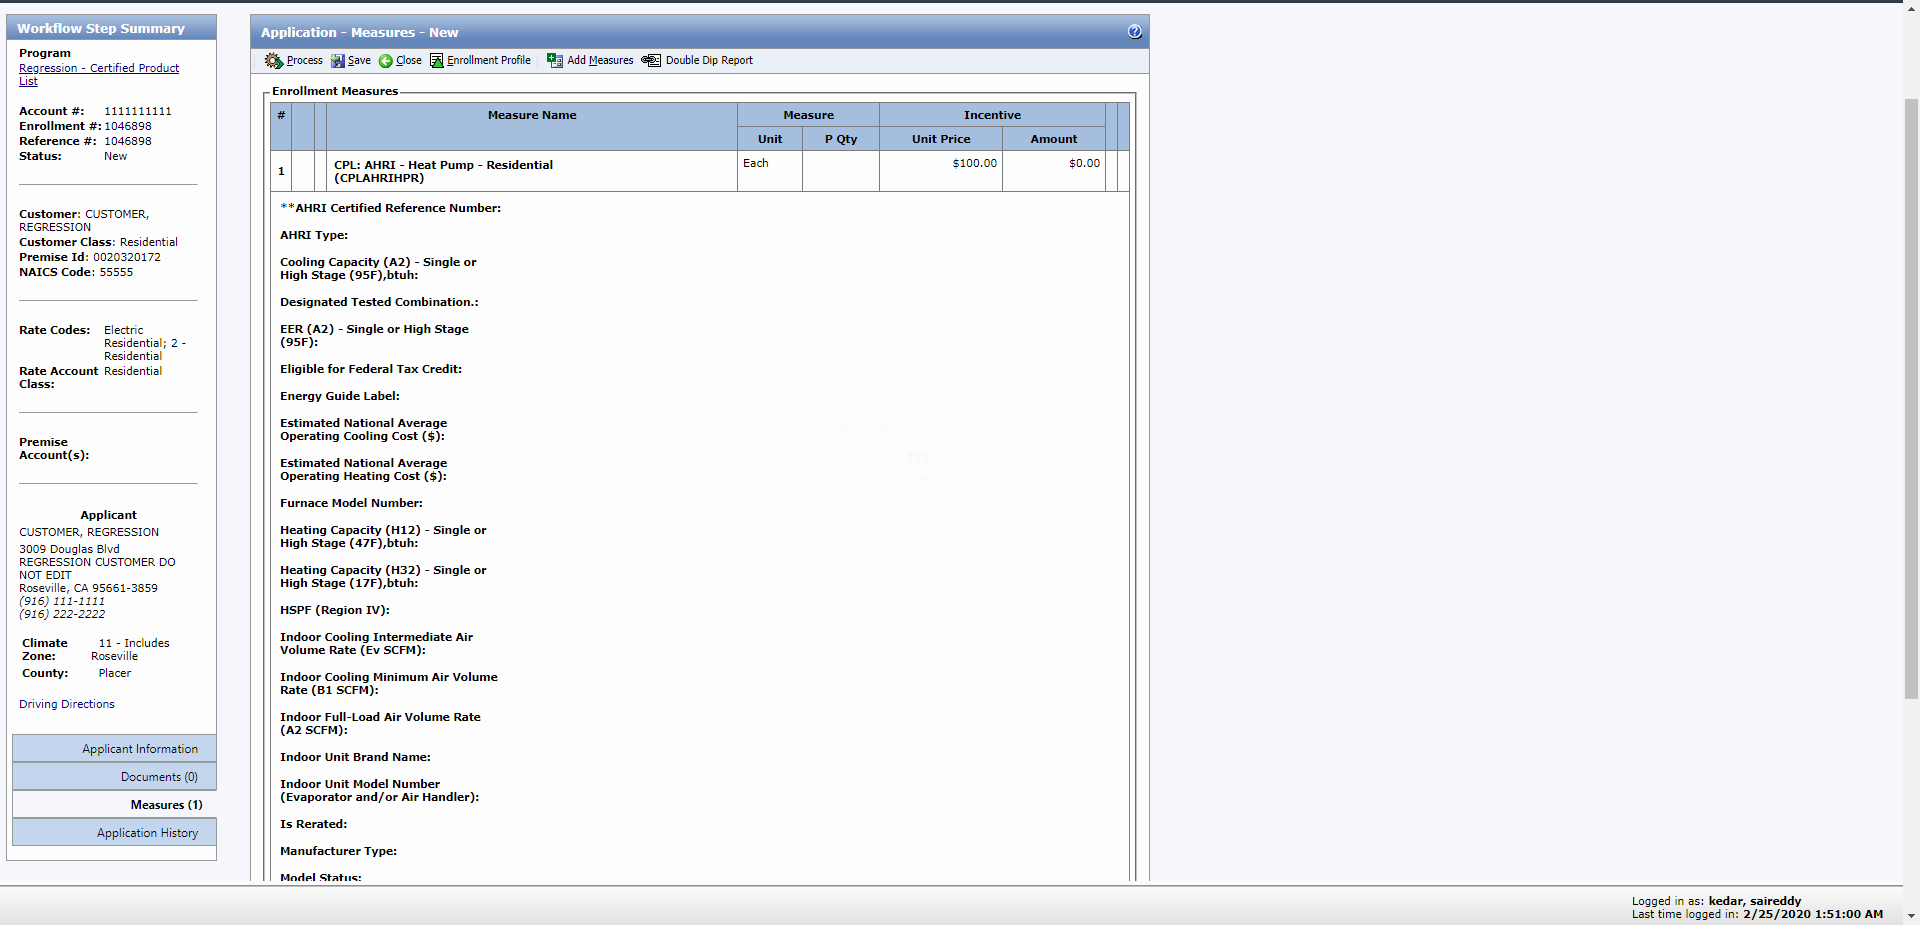 Workflow Step Summary
Program
Regression - Certified Product
List
Account #: 1111111111
Enrollment #: 1046898
Reference #: 1046898
Status: New
Customer: CUSTOMER,
REGRESSION
Customer Class: Residential
Premise Id: 0020320172
NAICS Code: 55555
Rate Codes: Electric
Residential; 2 -
Residential
Rate Account Residential
Class:
Premise
Account(s):
Applicant
CUSTOMER, REGRESSION
3009 Douglas Blvd
REGRESSION CUSTOMER DO
NOT EDIT
Roseville, CA 95661-3859
(916) 111-1111
(916) 222-2222
Climate 11 - Includes
Zone: Roseville
County: Placer
Driving Directions
Applicant Information
Documents (0)
Measures (1)
Application History
Application - Measures - New
?
Process Save Close Enrollment Profile Add Measures Double Dip Report
Enrollment Measures
# Measure Name Measure Incentive
Unit P Qty Unit Price Amount
1 CPL: AHRI - Heat Pump - Residential Each $100.00 $0.00
(CPLAHRIHPR)
**AHRI Certified Reference Number:
AHRI Type:
Cooling Capacity (A2) - Single or
High Stage (95F),btuh:
Designated Tested Combination.:
EER (A2) - Single or High Stage
(95F):
Eligible for Federal Tax Credit:
Energy Guide Label:
Estimated National Average
Operating Cooling Cost ($):
Estimated National Average
Operating Heating Cost ($):
Furnace Model Number:
Heating Capacity (H12) - Single or
High Stage (47F),btuh:
Heating Capacity (H32) - Single or
High Stage (17F),btuh:
HSPF (Region IV):
Indoor Cooling Intermediate Air
Volume Rate (Ev SCFM):
Indoor Cooling Minimum Air Volume
Rate (B1 SCFM):
Indoor Full-Load Air Volume Rate
(A2 SCFM):
Indoor Unit Brand Name:
Indoor Unit Model Number
(Evaporator and/or Air Handler):
Is Rerated:
Manufacturer Type:
Model Status:
Logged in as: kedar, saireddy
Last time logged in: 2/25/2020 1:51:00 AM